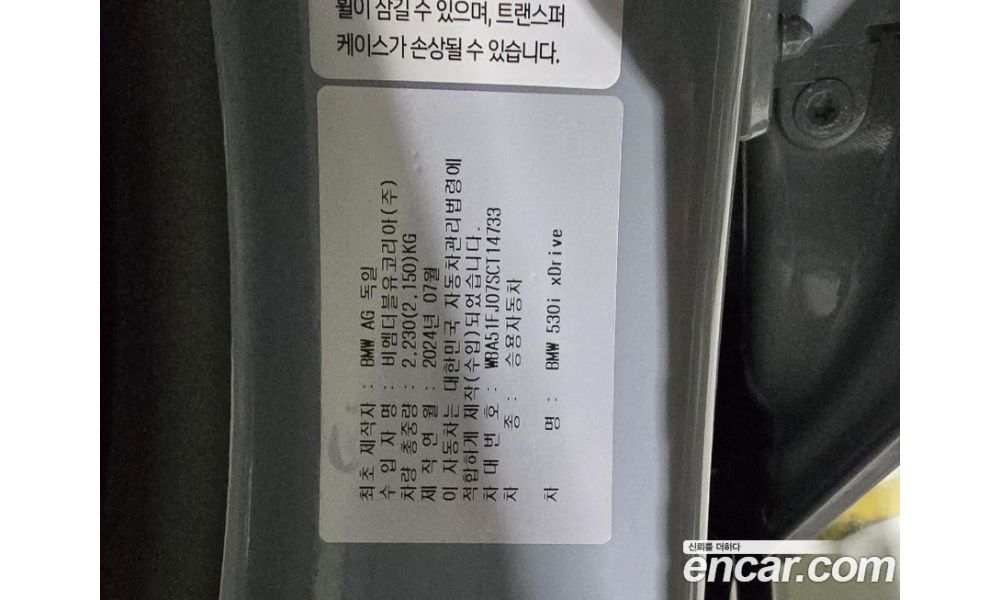 휠이 잠길 수 있으며, 트랜스퍼
케이스가 손상될 수 있습니다.
최초 제작자 : BMW AG 독일
수 입 자 명 : 비엠더블유코리아(주)
차량 총중량 : 2,230(2,150)KG
제 작 연 월 : 2024년 07월
이 자동차는 대한민국 자동차관리법령에
적합하게 제작(수입)되었습니다.
차 대 번 호 : WBA51FJ07SCT14733
차 종 : 승용자동차
차 명 : BMW 530i xDrive
신뢰를 더하다
encar.com